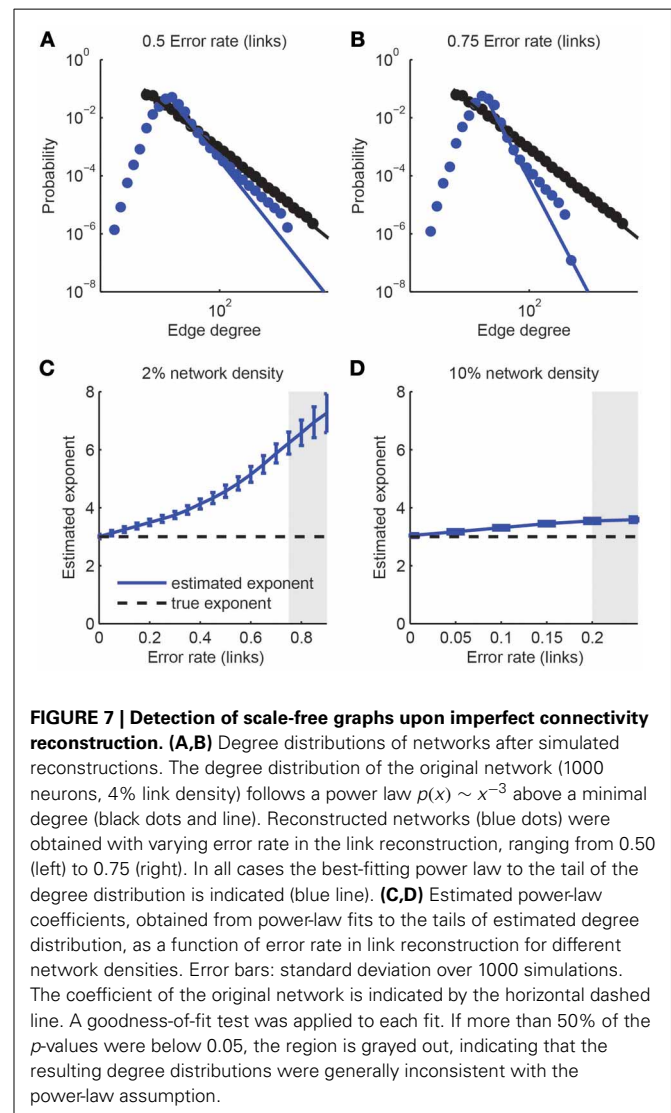 A
0.5 Error rate (links)
10^0
10^−2
10^−4
10^−6
10^−8
Probability
10^2
Edge degree
B
0.75 Error rate (links)
10^0
10^−2
10^−4
10^−6
10^−8
Probability
10^2
Edge degree
C
2% network density
8
6
4
2
0
Estimated exponent
estimated exponent
true exponent
0 0.2 0.4 0.6 0.8
Error rate (links)
D
10% network density
8
6
4
2
0
Estimated exponent
0 0.05 0.1 0.15 0.2
Error rate (links)
FIGURE 7 | Detection of scale-free graphs upon imperfect connectivity
reconstruction. (A,B) Degree distributions of networks after simulated
reconstructions. The degree distribution of the original network (1000
neurons, 4% link density) follows a power law p(x) ∼ x^−3 above a minimal
degree (black dots and line). Reconstructed networks (blue dots) were
obtained with varying error rate in the link reconstruction, ranging from 0.50
(left) to 0.75 (right). In all cases the best-fitting power law to the tail of the
degree distribution is indicated (blue line). (C,D) Estimated power-law
coefficients, obtained from power-law fits to the tails of estimated degree
distribution, as a function of error rate in link reconstruction for different
network densities. Error bars: standard deviation over 1000 simulations.
The coefficient of the original network is indicated by the horizontal dashed
line. A goodness-of-fit test was applied to each fit. If more than 50% of the
p-values were below 0.05, the region is grayed out, indicating that the
resulting degree distributions were generally inconsistent with the
power-law assumption.